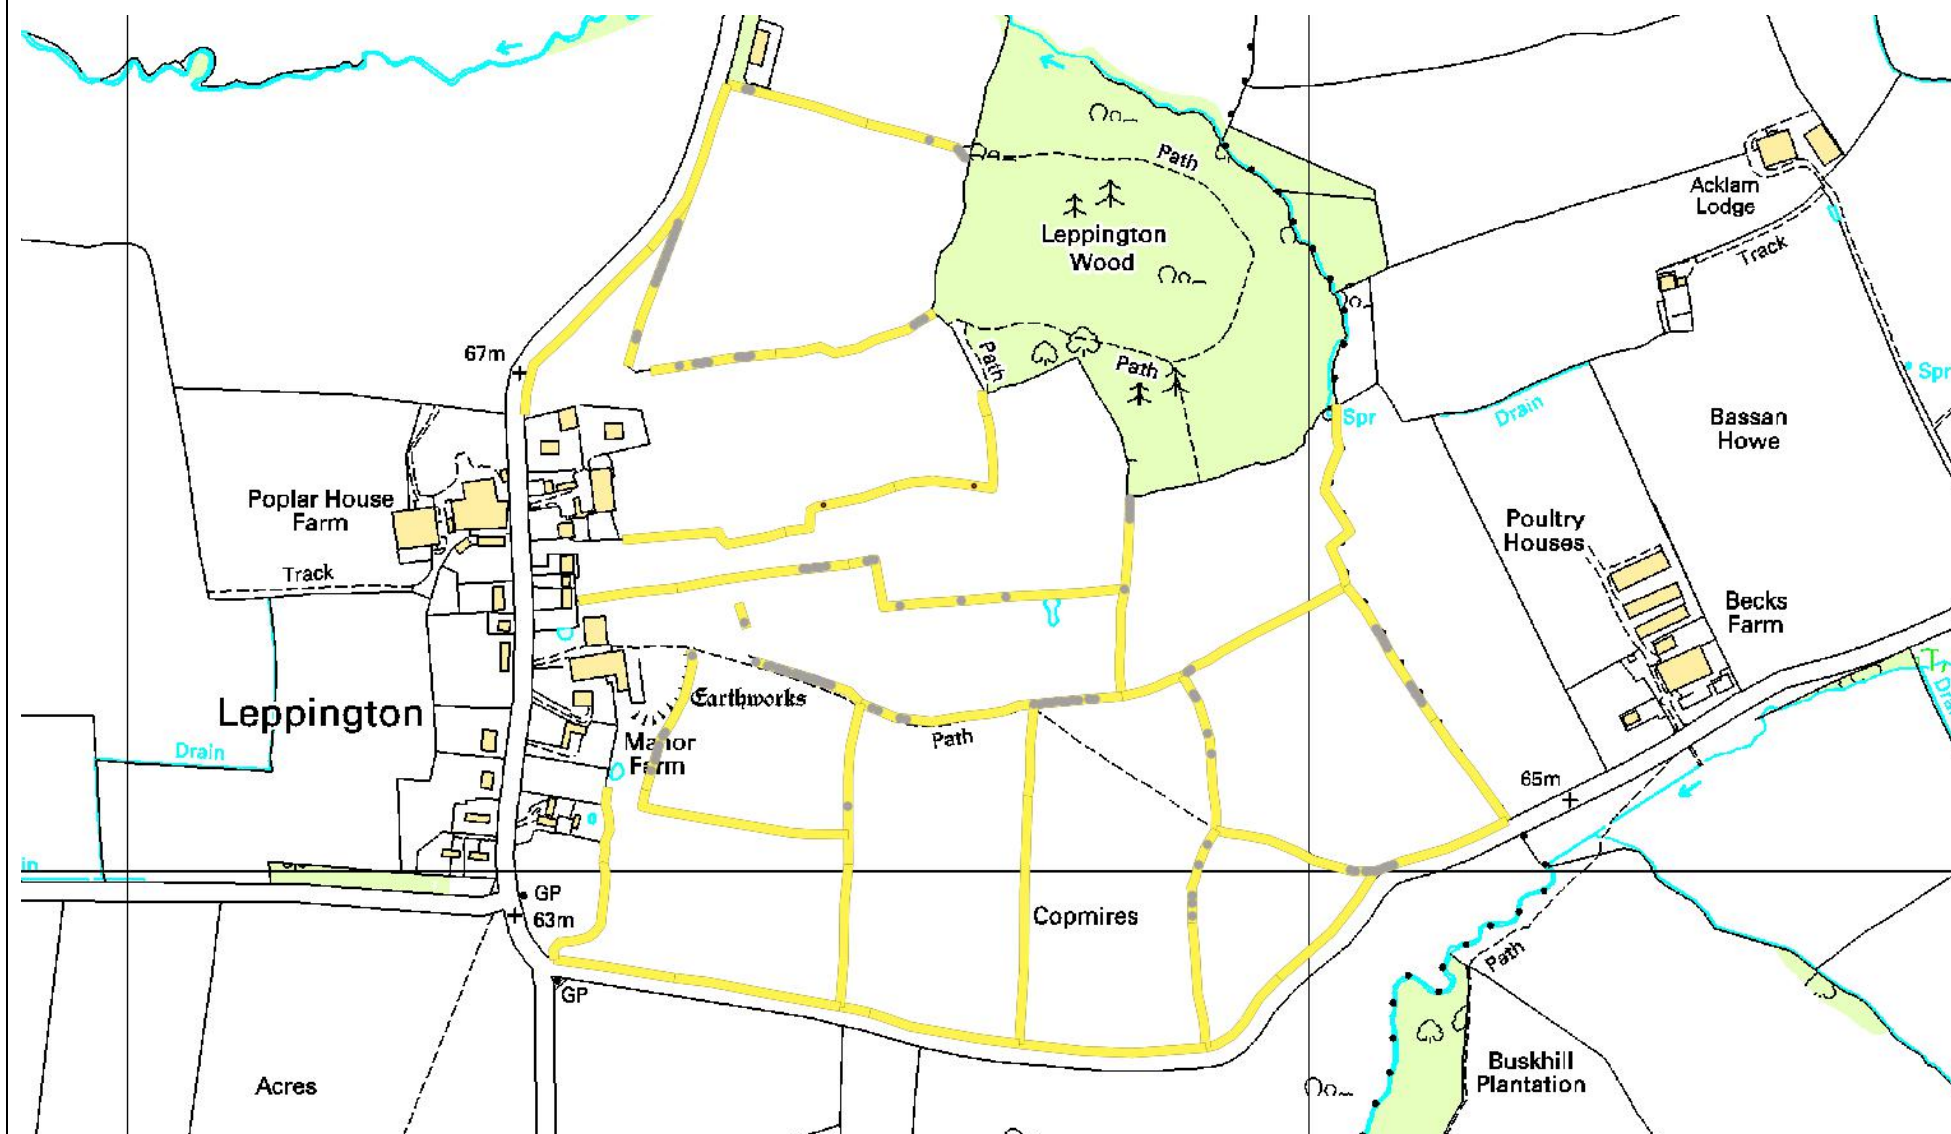 Path
Acklam
Lodge
Leppington
Wood
Track
67m
Path
Path
Spr
Drain
Spr
Bassan
Howe
Poplar House
Farm
Poultry
Houses
Track
Becks
Farm
Earthworks
Leppington
Path
Manor
Farm
Drain
65m
GP
63m
Copmires
Path
GP
Acres
Buskhill
Plantation